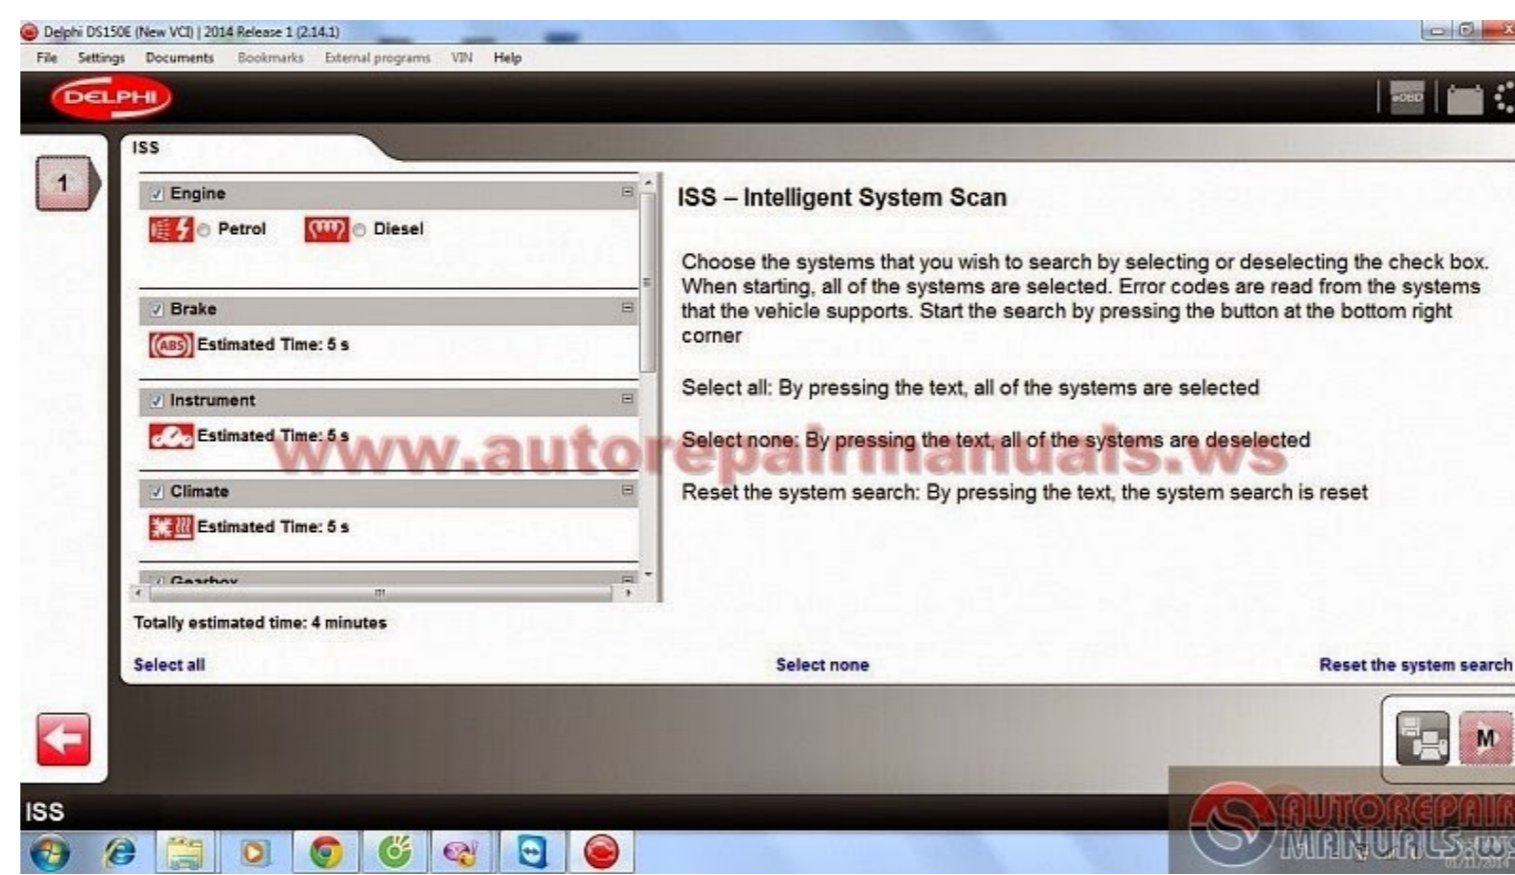 Delphi DS150E (New VCI) | 2014 Release 1 (2.14.1)
File Settings Documents Bookmarks External programs VIN Help
DELPHI
eOBD
ISS
1
Engine
Petrol Diesel
Brake
(ABS) Estimated Time: 5 s
Instrument
Estimated Time: 5 s
Climate
Estimated Time: 5 s
Gearbox
Totally estimated time: 4 minutes
Select all
Select none
Reset the system search
ISS – Intelligent System Scan
Choose the systems that you wish to search by selecting or deselecting the check box.
When starting, all of the systems are selected. Error codes are read from the systems
that the vehicle supports. Start the search by pressing the button at the bottom right
corner
Select all: By pressing the text, all of the systems are selected
Select none: By pressing the text, all of the systems are deselected
Reset the system search: By pressing the text, the system search is reset
www.autorepairmanuals.ws
M
ISS
AUTOREPAIR
MANUALS.WS
01/11/2014